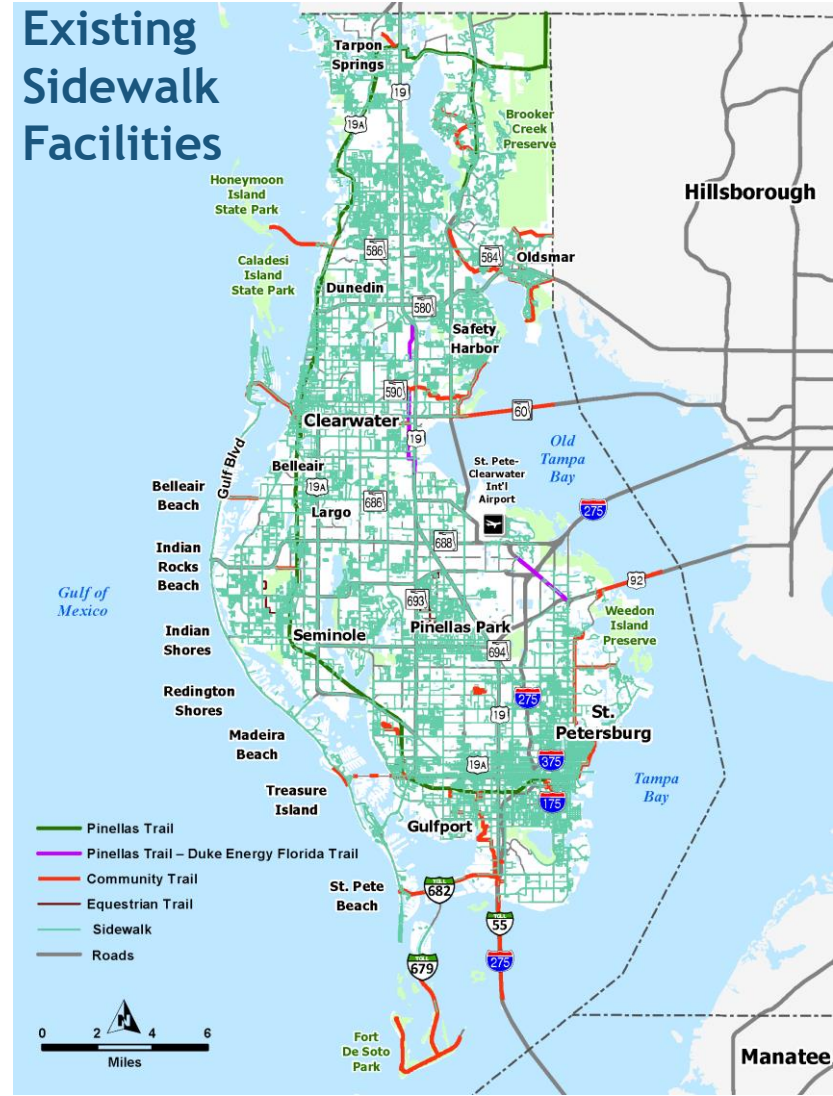 Existing
Sidewalk
Facilities
Tarpon
Springs
19
19A
Brooker
Creek
Preserve
Honeymoon
Island
State Park
Hillsborough
586
584
Oldsmar
Caladesi
Island
State Park
Dunedin
580
Safety
Harbor
590
Clearwater
60
19
Old
Tampa
Bay
Gulf Blvd
Belleair
St. Pete-
Clearwater
Int'l
Airport
Belleair
Beach
19A
686
Largo
275
688
Indian
Rocks
Beach
92
Gulf of
Mexico
693
Weedon
Island
Preserve
Indian
Shores
Seminole
Pinellas Park
694
Redington
Shores
275
19
St.
Petersburg
Madeira
Beach
19A
375
Tampa
Bay
Treasure
Island
175
Gulfport
Pinellas Trail
Pinellas Trail – Duke Energy Florida Trail
Community Trail
Equestrian Trail
Sidewalk
Roads
St. Pete
Beach
TOLL
682
TOLL
55
TOLL
679
275
N
0 2 4 6
Miles
Fort
De Soto
Park
Manatee